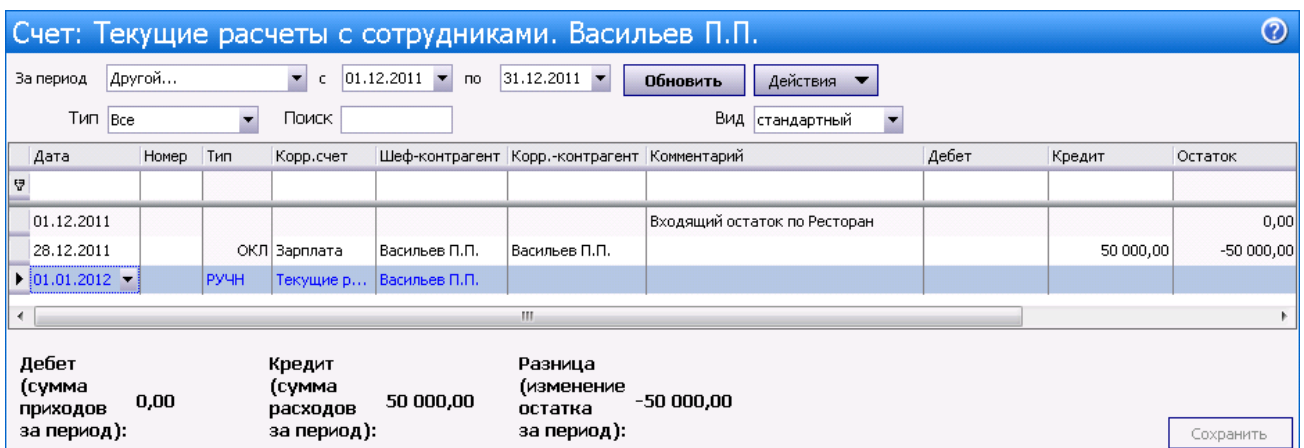 Счет: Текущие расчеты с сотрудниками. Васильев П.П.
За период Другой... с 01.12.2011 по 31.12.2011 Обновить Действия
Тип Все Поиск Вид стандартный
Дата Номер Тип Корр.счет Шеф-контрагент Корр.-контрагент Комментарий Дебет Кредит Остаток
01.12.2011 Входящий остаток по Ресторан 0,00
28.12.2011 ОКЛ Зарплата Васильев П.П. Васильев П.П. 50 000,00 -50 000,00
01.01.2012 РУЧН Текущие р... Васильев П.П.
Дебет Кредит Разница
(сумма (сумма (изменение
приходов 0,00 расходов 50 000,00 остатка -50 000,00
за период): за период): за период):
Сохранить